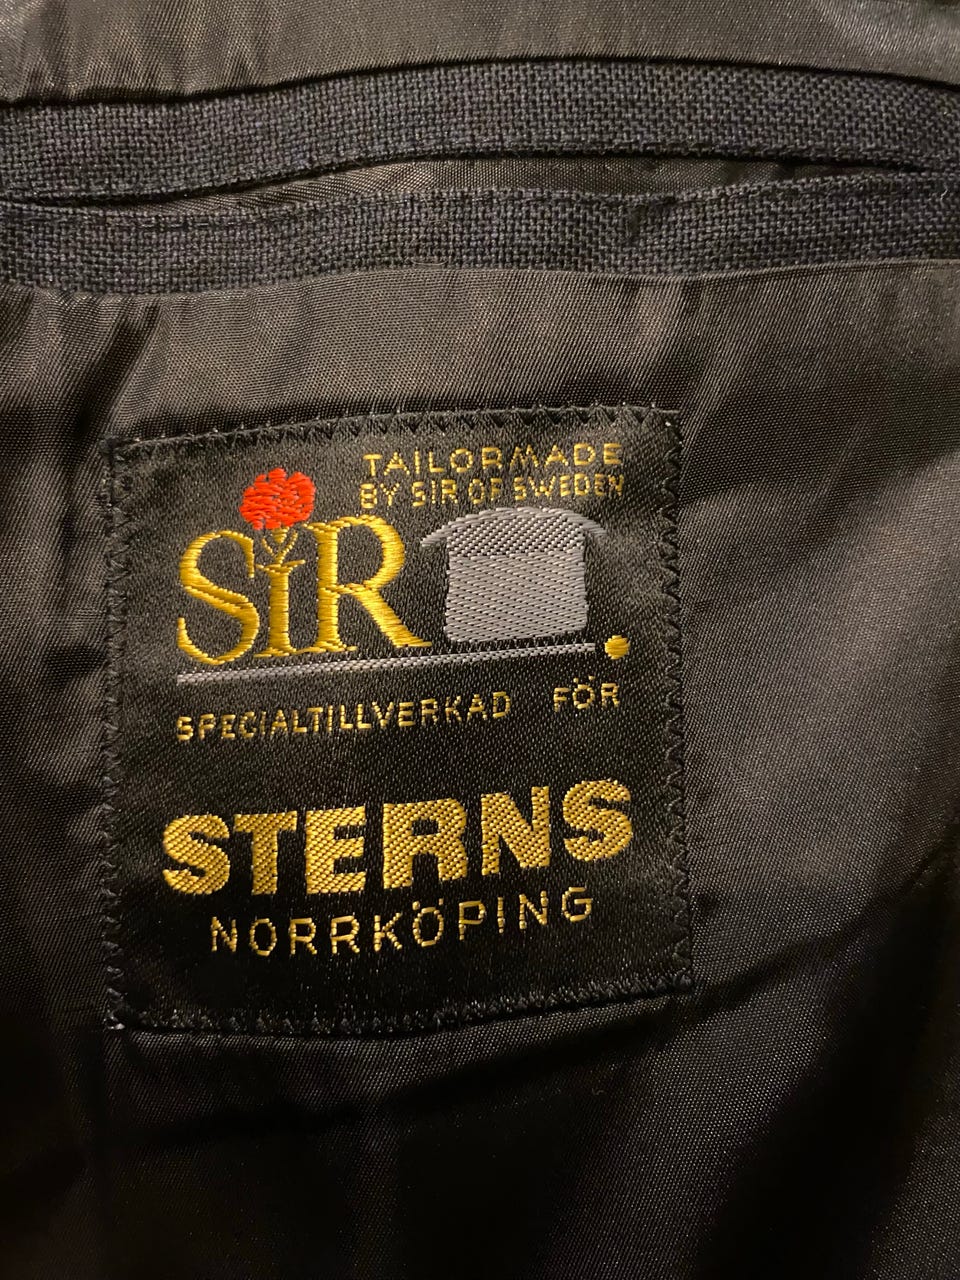 TAILORMADE
BY SIR OF SWEDEN
SIR
SPECIALTILLVERKAD FÖR
STERNS
NORRKÖPING